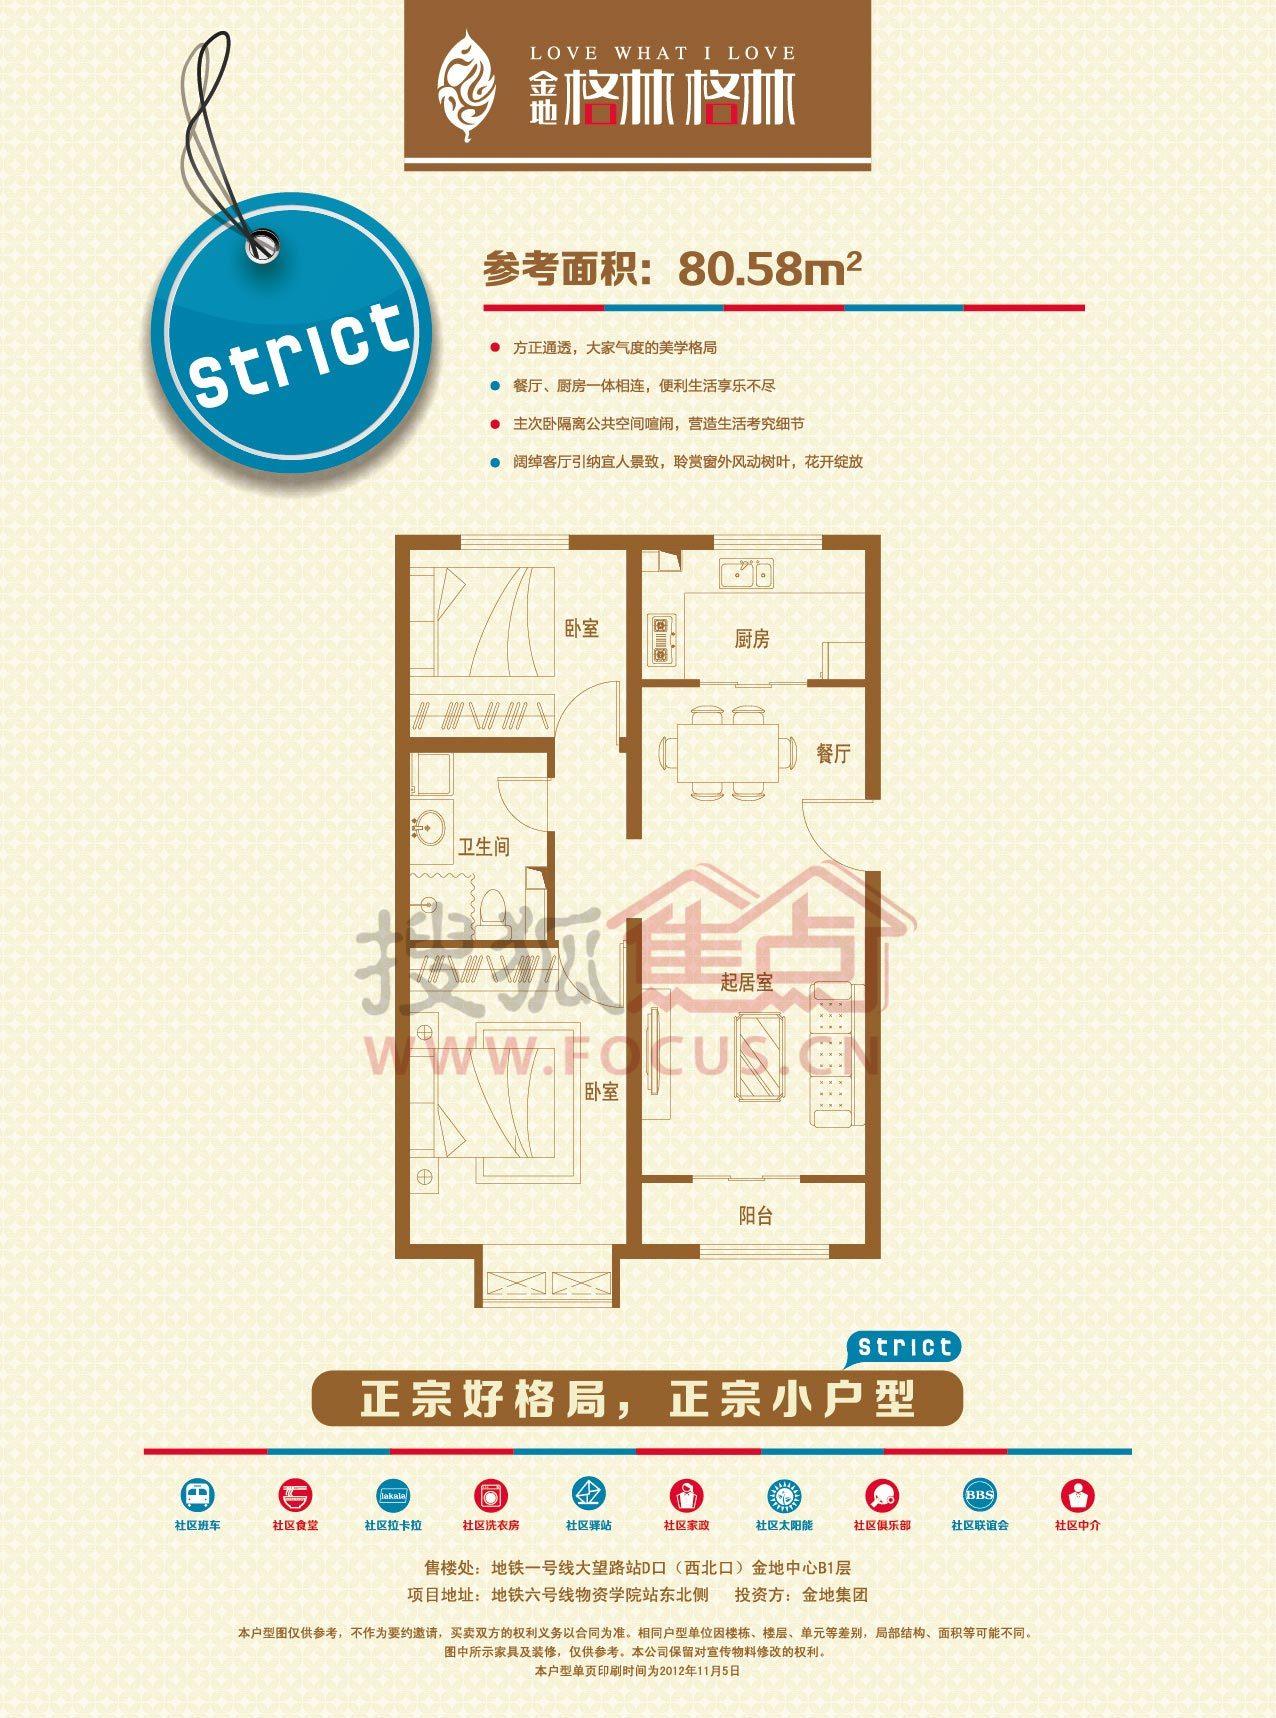 LOVE WHAT I LOVE
金地 格林格林
strict
参考面积：80.58m²
方正通透，大家气度的美学格局
餐厅、厨房一体相连，便利生活享乐不尽
主次卧隔离公共空间喧闹，营造生活考究细节
阔绰客厅引纳宜人景致，聆赏窗外风动树叶，花开绽放
卧室
厨房
餐厅
卫生间
搜狐焦点
起居室
WWW.FOCUS.CN
卧室
阳台
strict
正宗好格局，正宗小户型
lakala
BBS
社区班车 社区食堂 社区拉卡拉 社区洗衣房 社区驿站 社区家政 社区太阳能 社区俱乐部 社区联谊会 社区中介
售楼处：地铁一号线大望路站D口（西北口）金地中心B1层
项目地址：地铁六号线物资学院站东北侧 投资方：金地集团
本户型图仅供参考，不作为要约邀请，买卖双方的权利义务以合同为准。相同户型单位因楼栋、楼层、单元等差别，局部结构、面积等可能不同。
图中所示家具及装修，仅供参考。本公司保留对宣传物料修改的权利。
本户型单页印刷时间为2012年11月5日